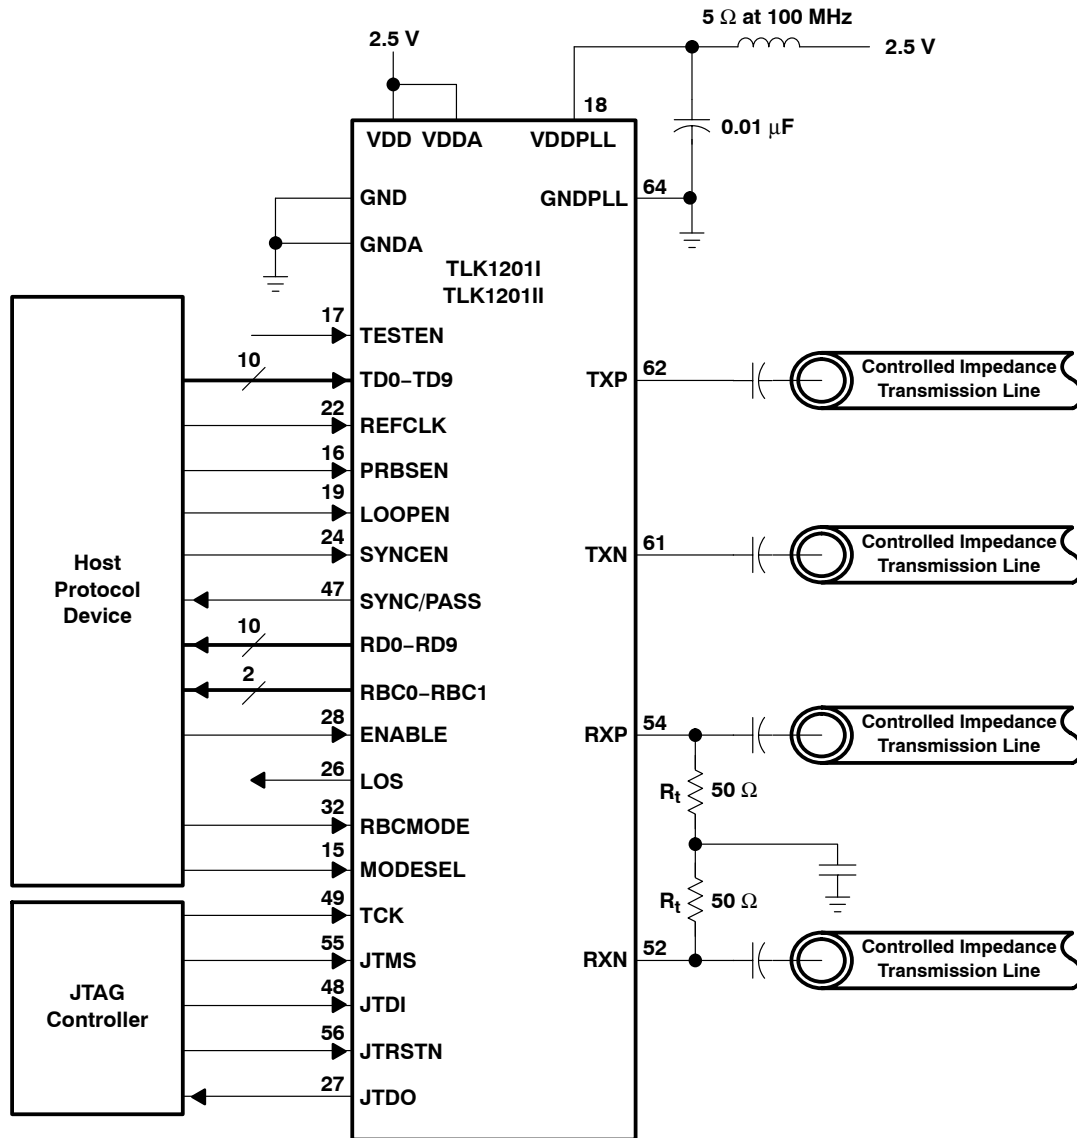 5 Ω at 100 MHz
2.5 V
2.5 V
18
0.01 μF
VDD VDDA VDDPLL
GND
GNDPLL
64
GNDA
TLK1201I
TLK1201II
17
TESTEN
10
TD0–TD9
TXP
62
Controlled Impedance
Transmission Line
22
REFCLK
16
PRBSEN
19
LOOPEN
24
SYNCEN
TXN
61
Controlled Impedance
Transmission Line
Host
Protocol
Device
47
SYNC/PASS
10
RD0–RD9
2
RBC0–RBC1
28
ENABLE
RXP
54
Controlled Impedance
Transmission Line
26
LOS
Rt 50 Ω
32
RBCMODE
15
MODESEL
49
TCK
Rt 50 Ω
55
JTMS
RXN
52
Controlled Impedance
Transmission Line
JTAG
Controller
48
JTDI
56
JTRSTN
27
JTDO